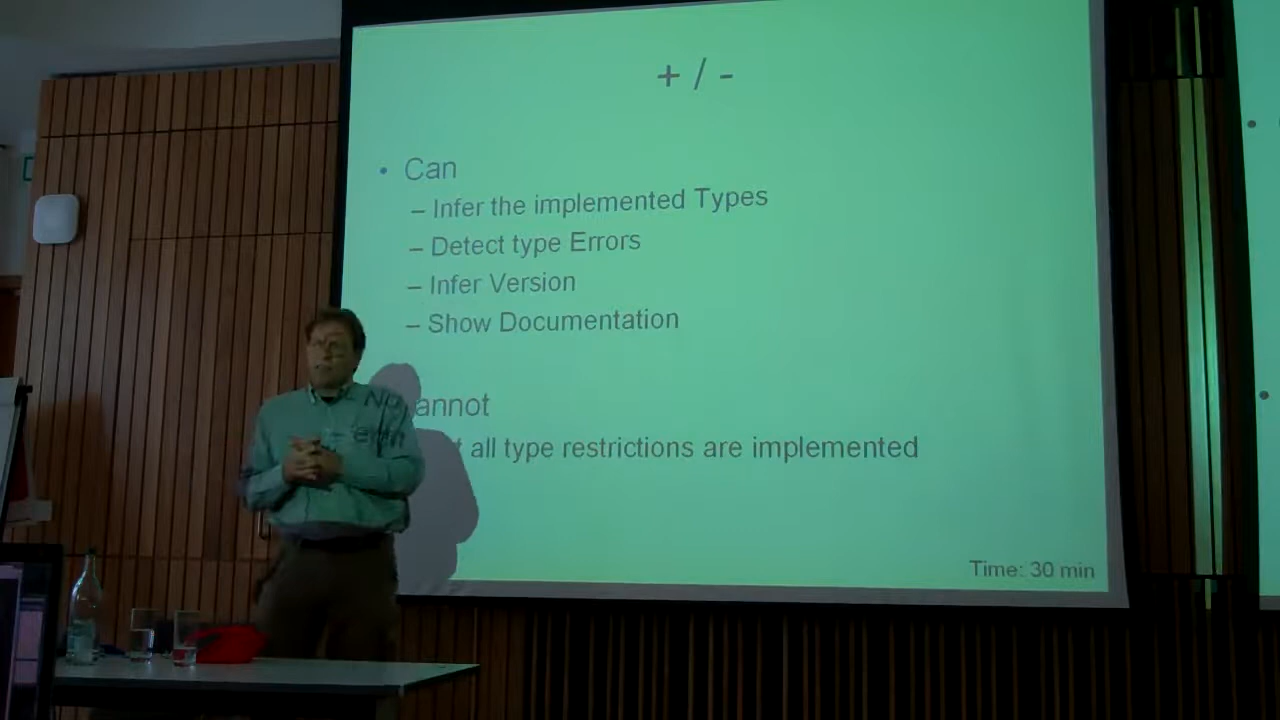 + / -
• Can
– Infer the implemented Types
– Detect type Errors
– Infer Version
– Show Documentation
annot
all type restrictions are implemented
Time: 30 min